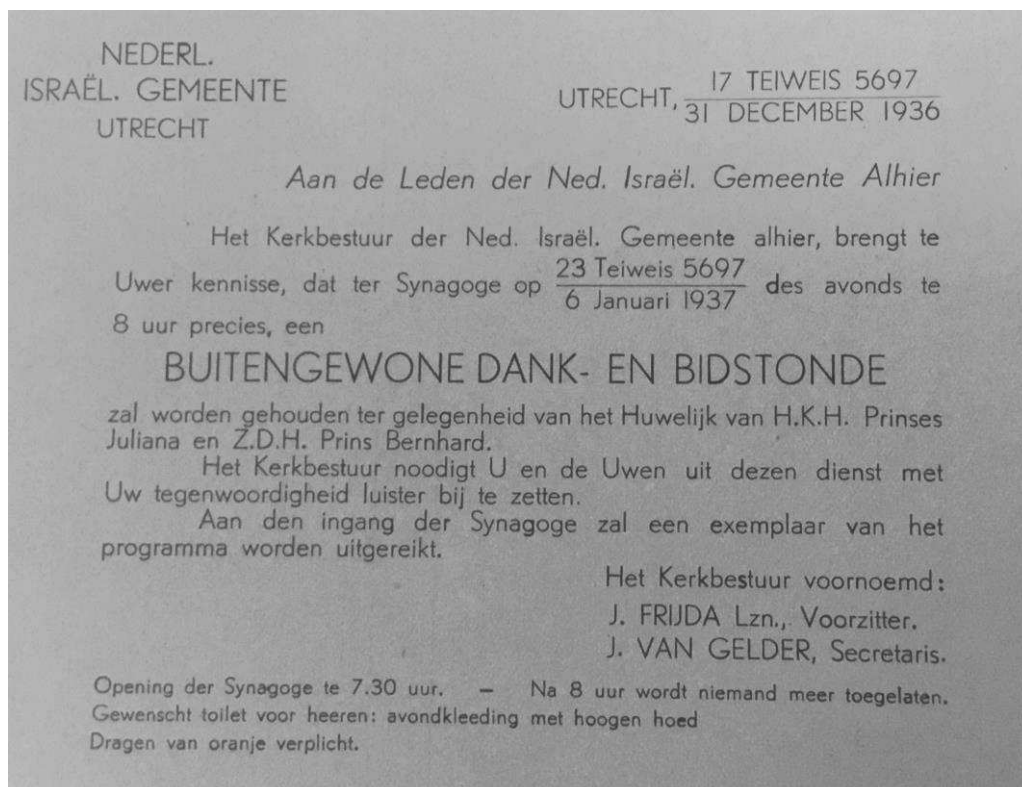 NEDERL.
ISRAËL. GEMEENTE
UTRECHT
UTRECHT, 17 TEIWEIS 5697
31 DECEMBER 1936
Aan de Leden der Ned. Israël. Gemeente Alhier
Het Kerkbestuur der Ned. Israël. Gemeente alhier, brengt te
Uwer kennisse, dat ter Synagoge op 23 Teiweis 5697 / 6 Januari 1937 des avonds te
8 uur precies, een
BUITENGEWONE DANK- EN BIDSTONDE
zal worden gehouden ter gelegenheid van het Huwelijk van H.K.H. Prinses
Juliana en Z.D.H. Prins Bernhard.
Het Kerkbestuur noodigt U en de Uwen uit dezen dienst met
Uw tegenwoordigheid luister bij te zetten.
Aan den ingang der Synagoge zal een exemplaar van het
programma worden uitgereikt.
Het Kerkbestuur voornoemd:
J. FRIJDA Lzn., Voorzitter.
J. VAN GELDER, Secretaris.
Opening der Synagoge te 7.30 uur. — Na 8 uur wordt niemand meer toegelaten.
Gewenscht toilet voor heeren: avondkleeding met hoogen hoed
Dragen van oranje verplicht.